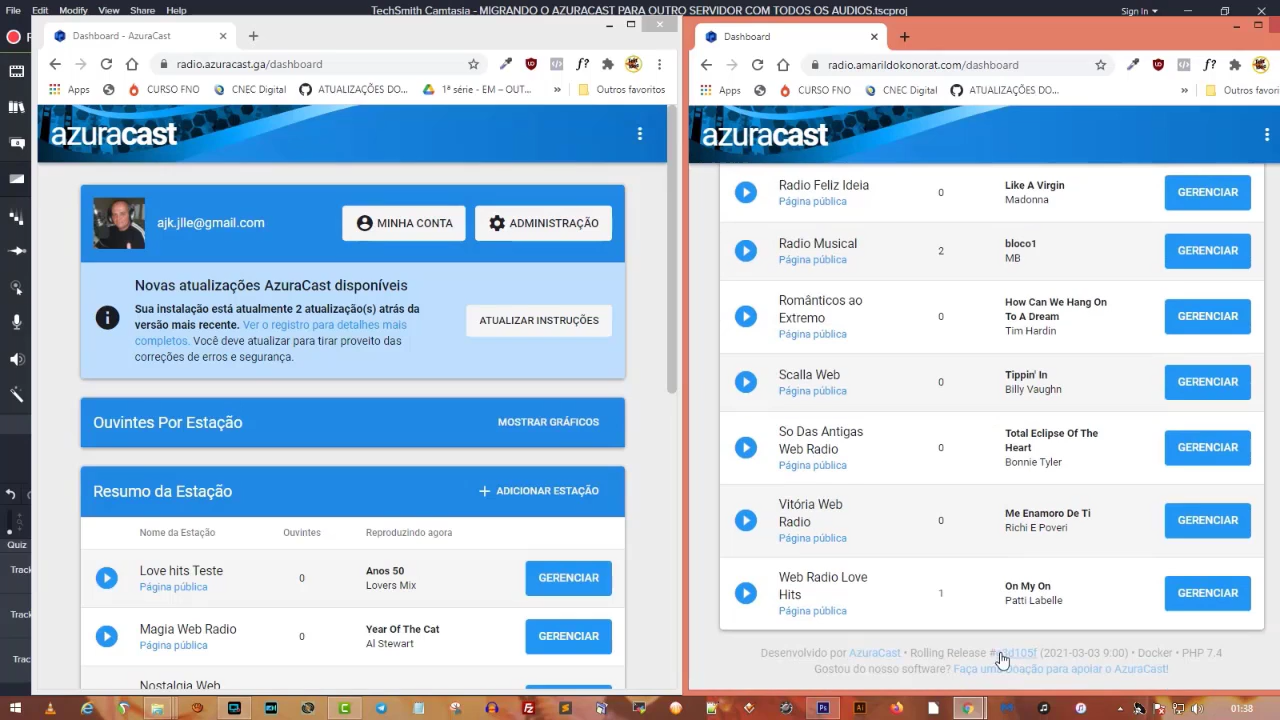 File Edit Modify View Share Help TechSmith Camtasia - MIGRANDO O AZURACAST PARA OUTRO SERVIDOR COM TODOS OS AUDIOS.tscproj Sign In
Dashboard - AzuraCast
radio.azuracast.ga/dashboard
Apps CURSO FNO CNEC Digital ATUALIZAÇÕES DO... 1ª série - EM – OUT... » Outros favoritos
azuracast
ajk.jlle@gmail.com
MINHA CONTA
ADMINISTRAÇÃO
Novas atualizações AzuraCast disponíveis
Sua instalação está atualmente 2 atualização(s) atrás da
versão mais recente. Ver o registro para detalhes mais
completos. Você deve atualizar para tirar proveito das
correções de erros e segurança.
ATUALIZAR INSTRUÇÕES
Ouvintes Por Estação
MOSTRAR GRÁFICOS
Resumo da Estação
+ ADICIONAR ESTAÇÃO
Nome da Estação Ouvintes Reproduzindo agora
Love hits Teste
Página pública
0
Anos 50
Lovers Mix
GERENCIAR
Magia Web Radio
Página pública
0
Year Of The Cat
Al Stewart
GERENCIAR
Nostalgia Web
Dashboard
radio.amarildokonorat.com/dashboard
Apps CURSO FNO CNEC Digital ATUALIZAÇÕES DO... » Outros favori
azuracast
Radio Feliz Ideia
Página pública
0
Like A Virgin
Madonna
GERENCIAR
Radio Musical
Página pública
2
bloco1
MB
GERENCIAR
Românticos ao
Extremo
Página pública
0
How Can We Hang On
To A Dream
Tim Hardin
GERENCIAR
Scalla Web
Página pública
0
Tippin' In
Billy Vaughn
GERENCIAR
So Das Antigas
Web Radio
Página pública
0
Total Eclipse Of The
Heart
Bonnie Tyler
GERENCIAR
Vitória Web
Radio
Página pública
0
Me Enamoro De Ti
Richi E Poveri
GERENCIAR
Web Radio Love
Hits
Página pública
1
On My On
Patti Labelle
GERENCIAR
Desenvolvido por AzuraCast • Rolling Release (2021-03-03 9:00) • Docker • PHP 7.4
Gostou do nosso software? Faça uma Doação para apoiar o AzuraCast!
Quiz
Track
Track
Trac
01:38